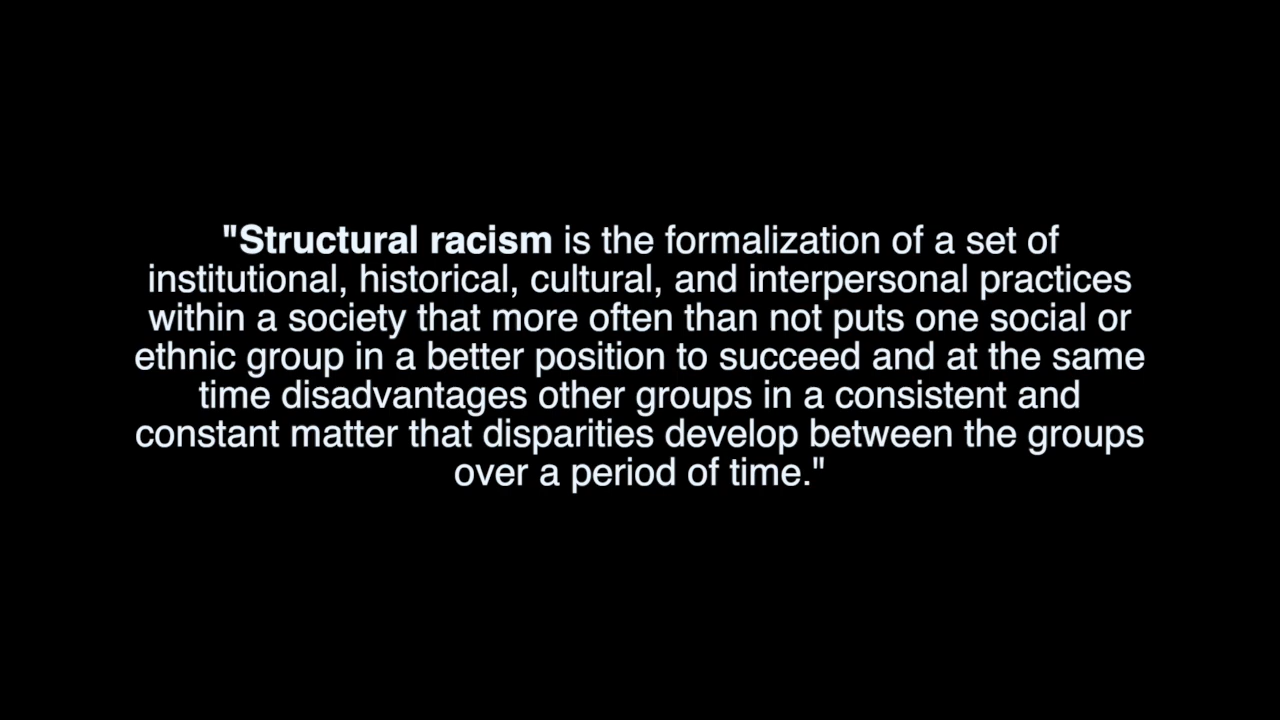 "Structural racism is the formalization of a set of
institutional, historical, cultural, and interpersonal practices
within a society that more often than not puts one social or
ethnic group in a better position to succeed and at the same
time disadvantages other groups in a consistent and
constant matter that disparities develop between the groups
over a period of time."